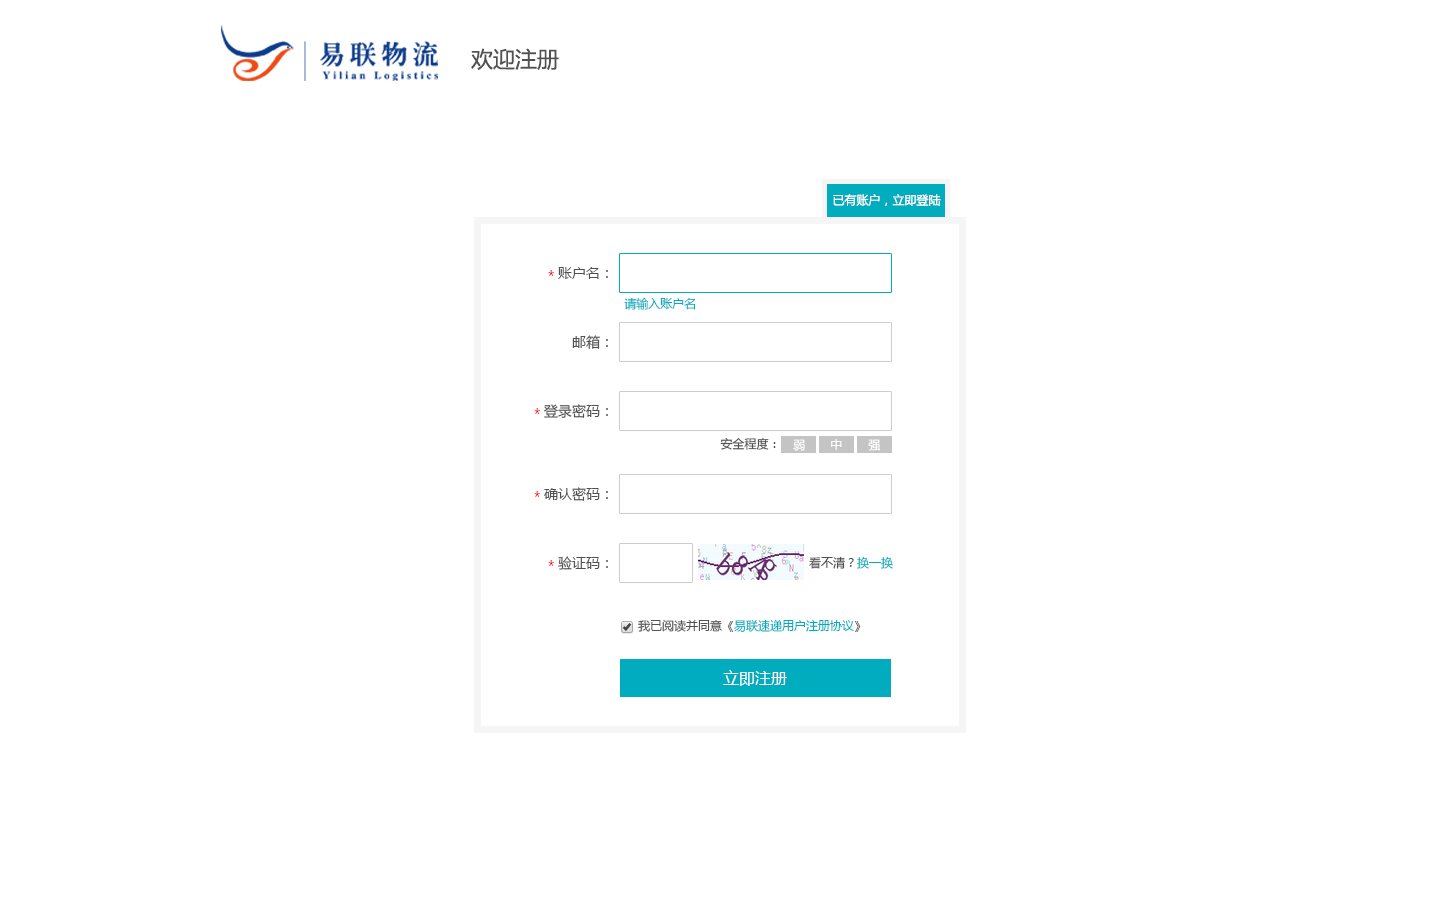 易联物流
Yilian Logistics
欢迎注册
已有账户，立即登陆
* 账户名：
请输入账户名
邮箱：
* 登录密码：
安全程度： 弱 中 强
* 确认密码：
* 验证码： 看不清？换一换
我已阅读并同意《易联速递用户注册协议》
立即注册